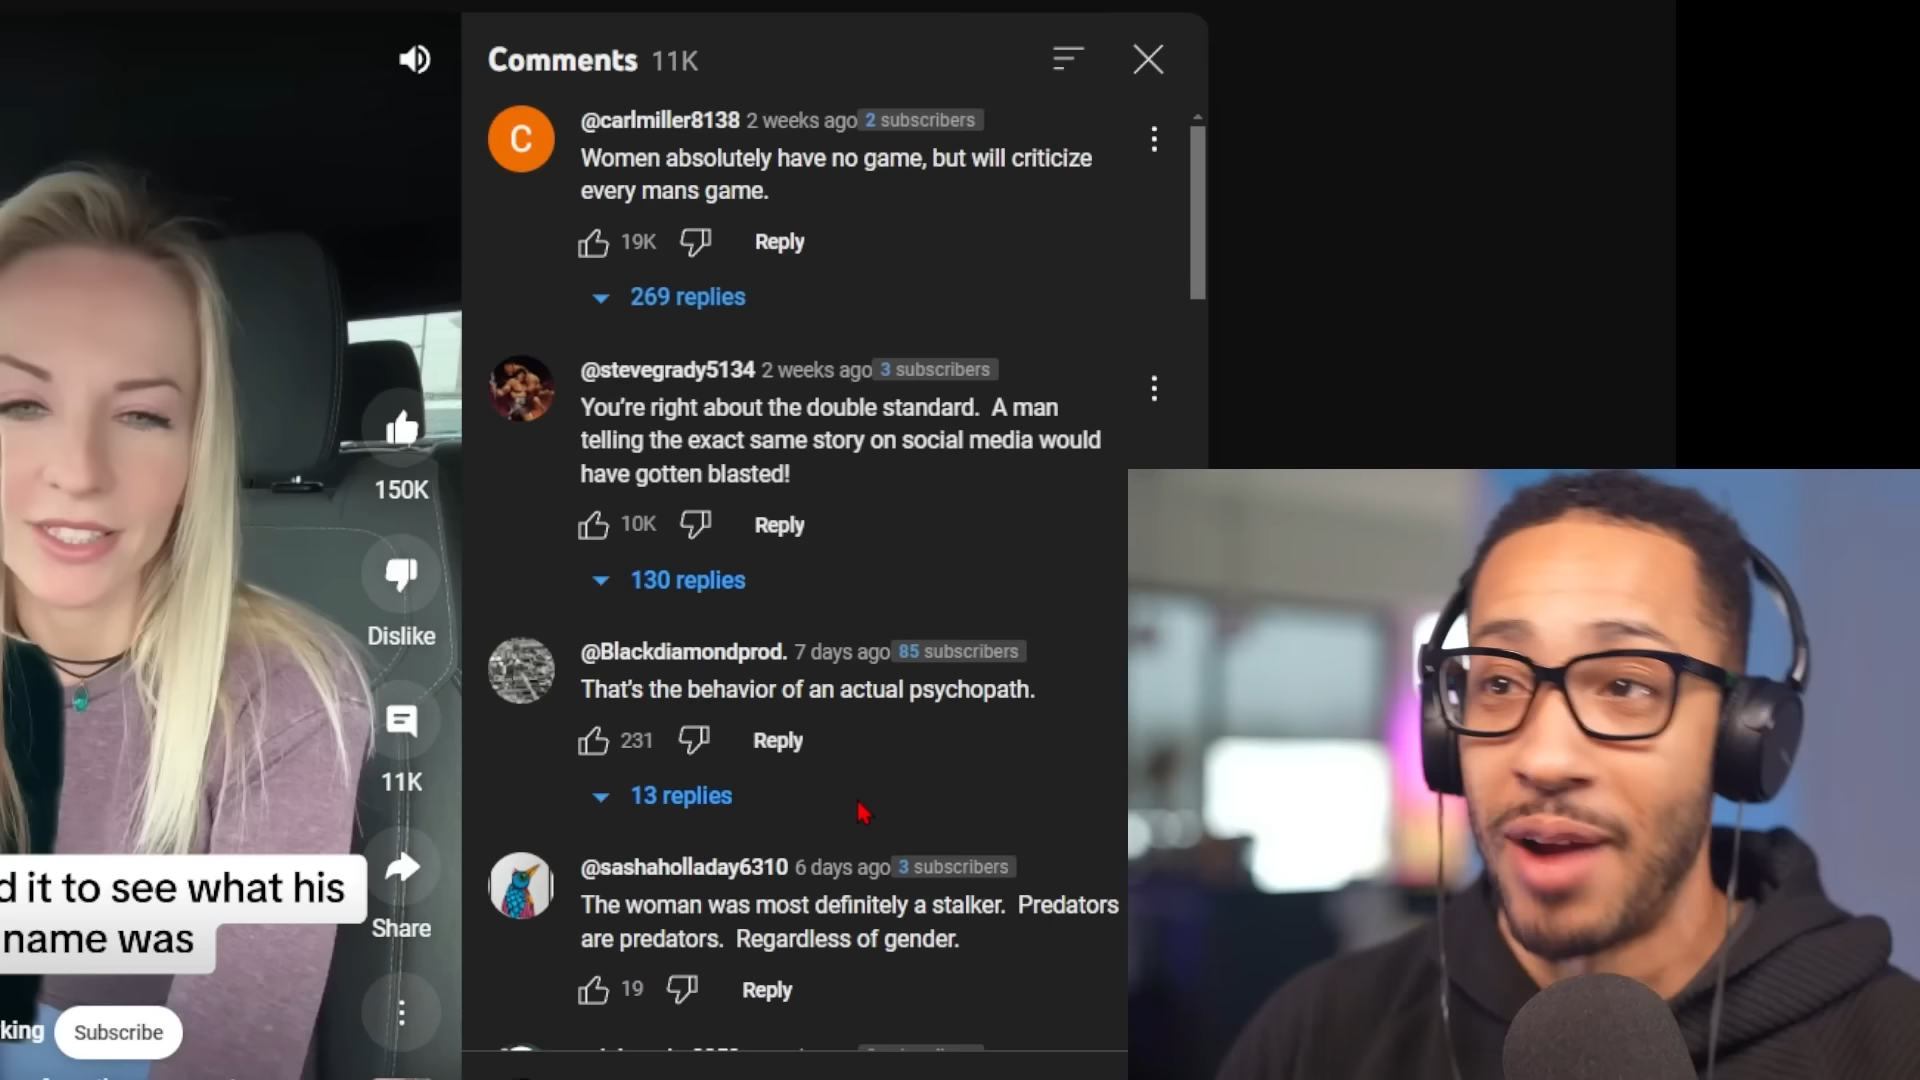 Comments 11K
C
@carlmiller8138 2 weeks ago 2 subscribers
Women absolutely have no game, but will criticize
every mans game.
19K Reply
269 replies
@stevegrady5134 2 weeks ago 3 subscribers
You're right about the double standard.  A man
telling the exact same story on social media would
have gotten blasted!
10K Reply
130 replies
@Blackdiamondprod. 7 days ago 85 subscribers
That's the behavior of an actual psychopath.
231 Reply
13 replies
@sashaholladay6310 6 days ago 3 subscribers
The woman was most definitely a stalker.  Predators
are predators.  Regardless of gender.
19 Reply
150K
Dislike
11K
Share
d it to see what his
name was
king Subscribe